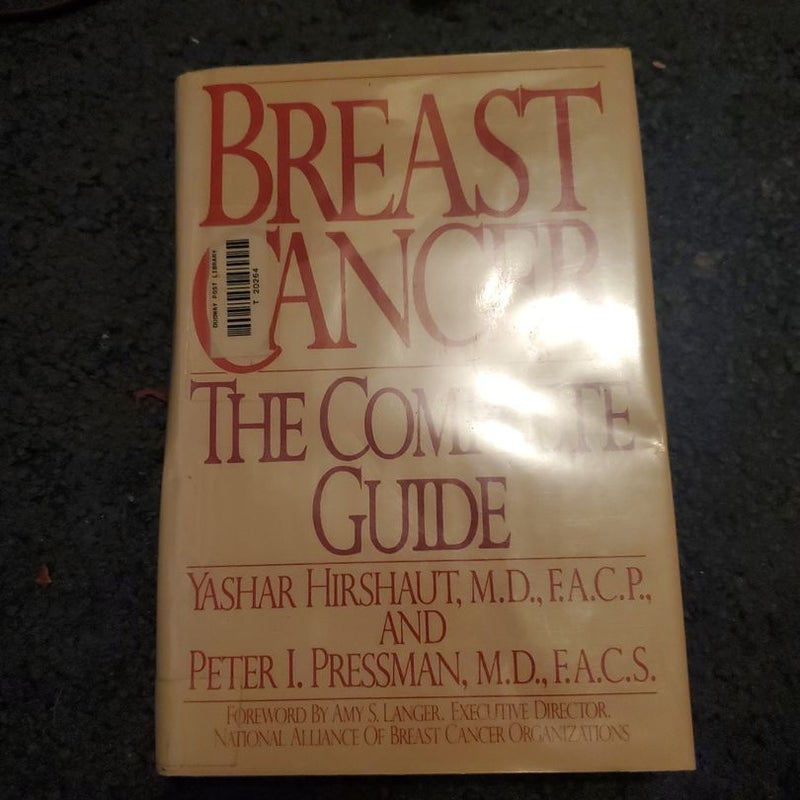 BREAST
CANCER
DUGWAY POST LIBRARY
T 20264
THE COMPLETE
GUIDE
YASHAR HIRSHAUT, M.D., F.A.C.P.,
AND
PETER I. PRESSMAN, M.D., F.A.C.S.
FOREWORD BY AMY S. LANGER, EXECUTIVE DIRECTOR,
NATIONAL ALLIANCE OF BREAST CANCER ORGANIZATIONS